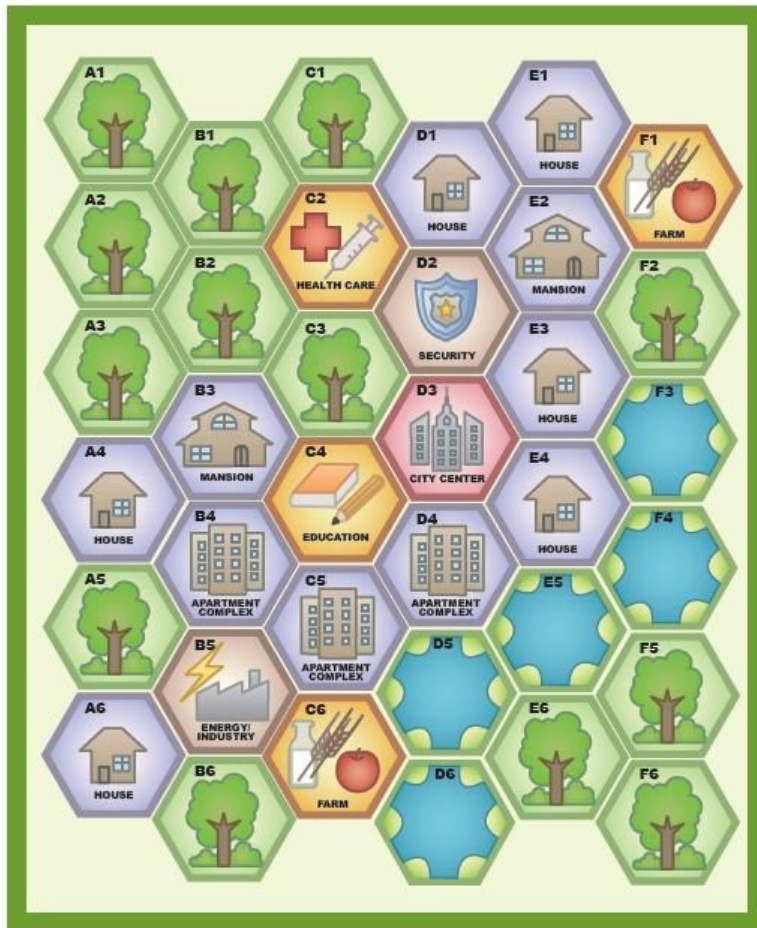 A1
C1
E1
HOUSE
B1
D1
HOUSE
F1
FARM
A2
C2
HEALTH CARE
E2
MANSION
B2
D2
SECURITY
F2
A3
C3
E3
HOUSE
B3
MANSION
D3
CITY CENTER
F3
A4
HOUSE
C4
EDUCATION
E4
HOUSE
B4
APARTMENT
COMPLEX
D4
APARTMENT
COMPLEX
F4
A5
C5
APARTMENT
COMPLEX
E5
B5
ENERGY/
INDUSTRY
D5
F5
A6
HOUSE
C6
FARM
E6
B6
D6
F6